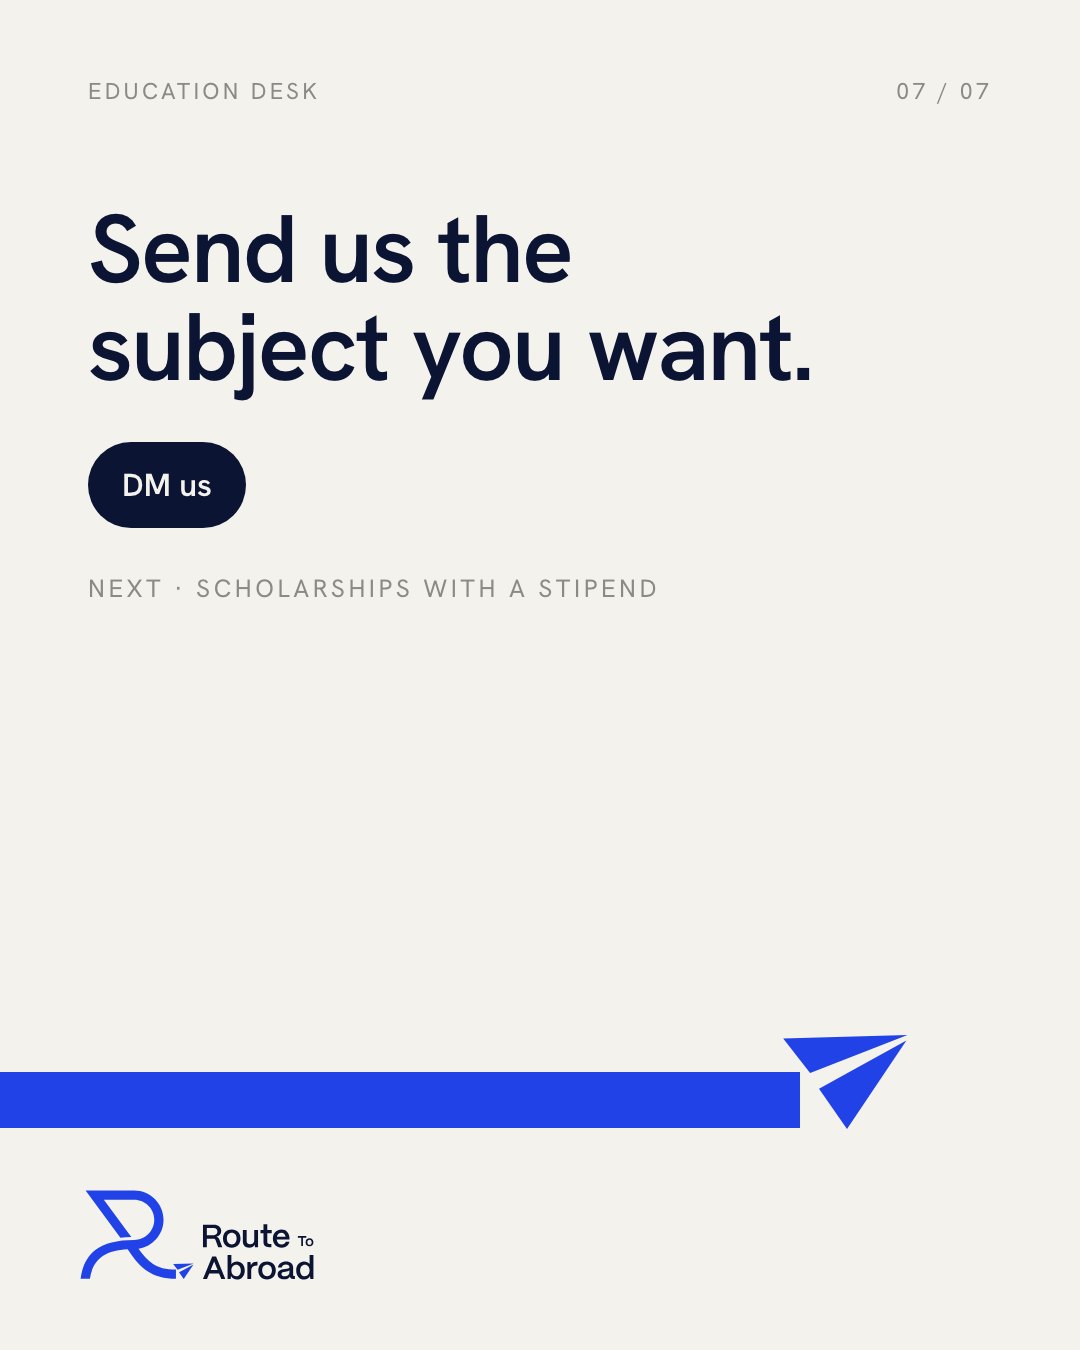 EDUCATION DESK
07 / 07
Send us the
subject you want.
DM us
NEXT · SCHOLARSHIPS WITH A STIPEND
Route To
Abroad